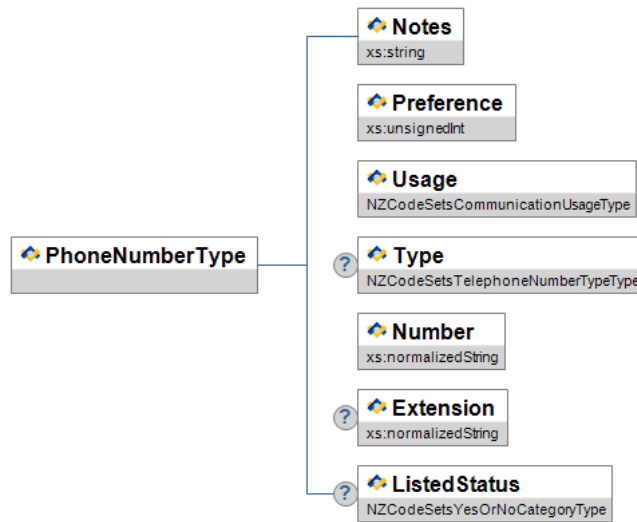 Notes
xs:string
Preference
xs:unsignedInt
Usage
NZCodeSetsCommunicationUsageType
PhoneNumberType
? Type
NZCodeSetsTelephoneNumberTypeType
Number
xs:normalizedString
? Extension
xs:normalizedString
? ListedStatus
NZCodeSetsYesOrNoCategoryType